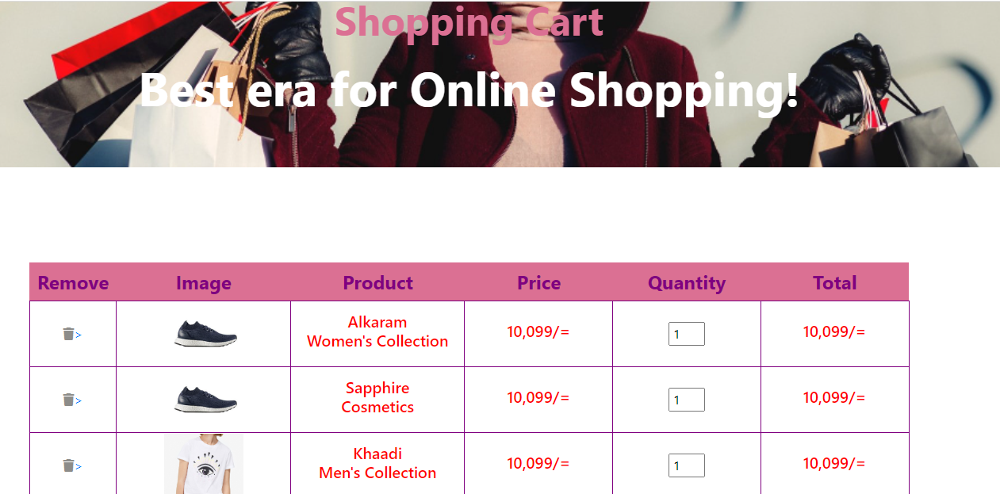 Shopping Cart
Best era for Online Shopping!
Remove Image Product Price Quantity Total
> Alkaram 10,099/= 1 10,099/=
Women's Collection
> Sapphire 10,099/= 1 10,099/=
Cosmetics
> Khaadi 10,099/= 1 10,099/=
Men's Collection